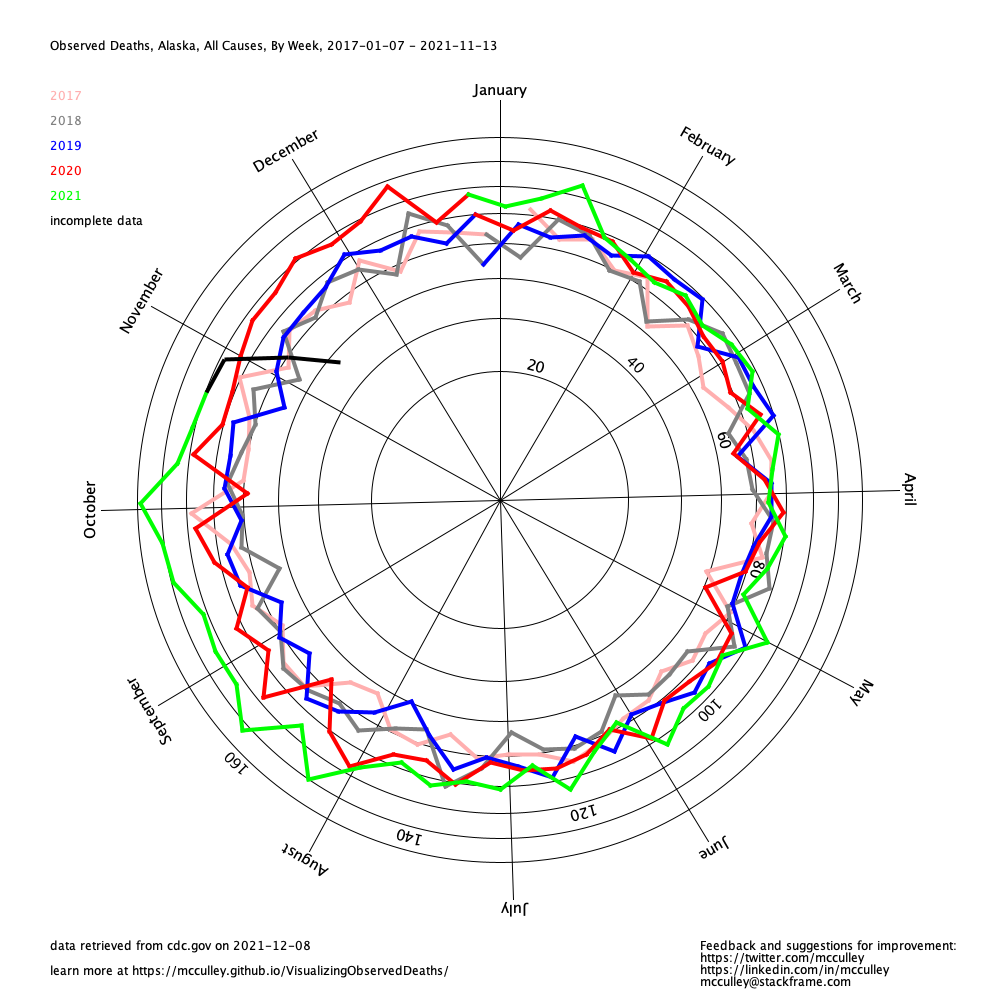 Observed Deaths, Alaska, All Causes, By Week, 2017-01-07 - 2021-11-13
2017
2018
2019
2020
2021
incomplete data
January
February
March
April
May
June
July
August
September
October
November
December
20
40
60
80
100
120
140
160
data retrieved from cdc.gov on 2021-12-08
learn more at https://mcculley.github.io/VisualizingObservedDeaths/
Feedback and suggestions for improvement:
https://twitter.com/mcculley
https://linkedin.com/in/mcculley
mcculley@stackframe.com